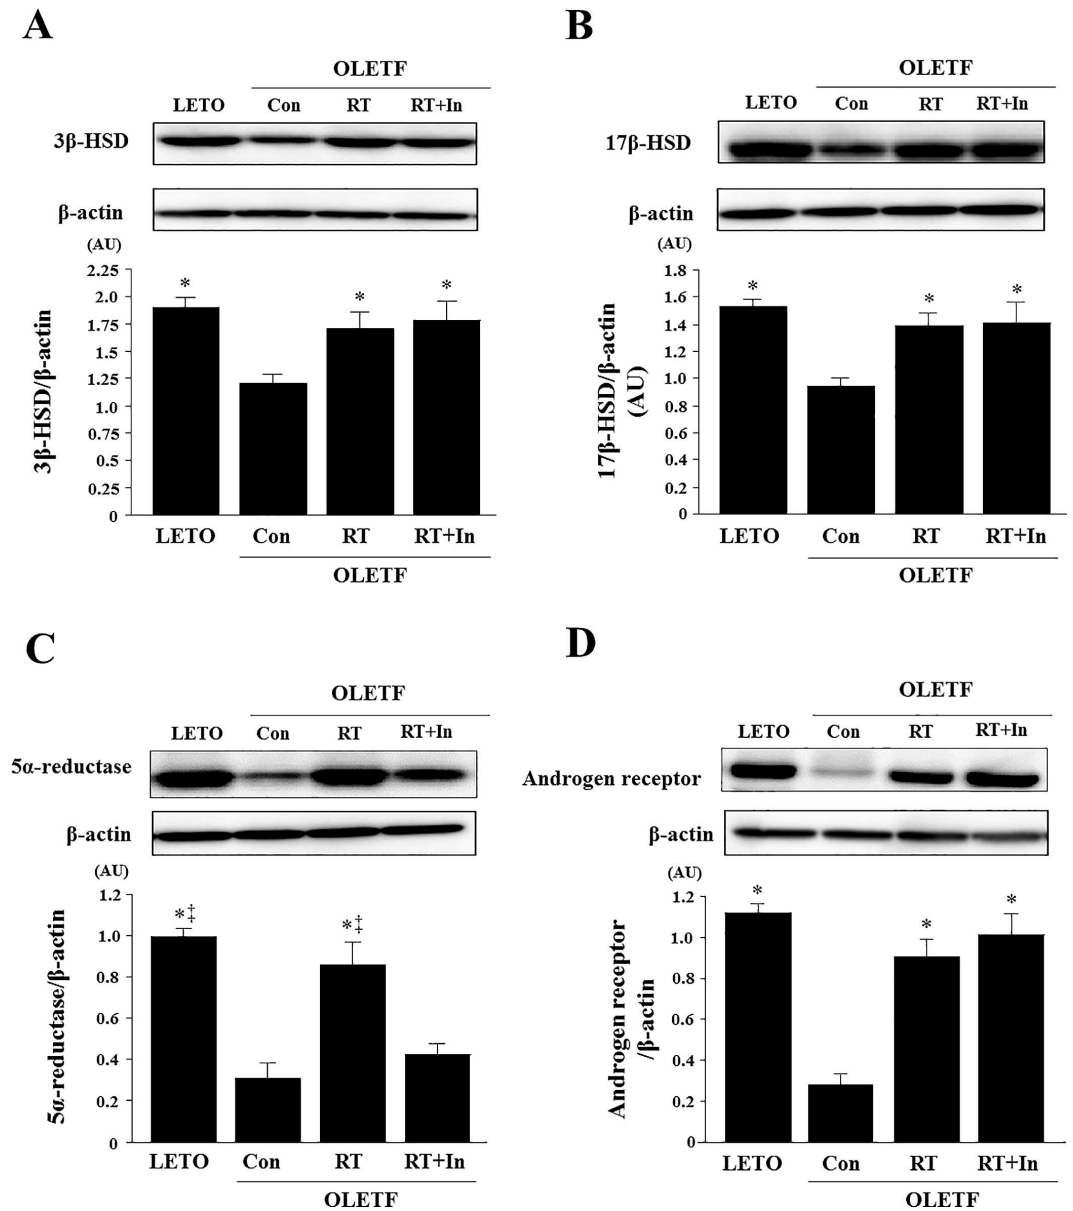 A
OLETF
LETO Con RT RT+In
3β-HSD
β-actin
(AU)
2.25
2.0
1.75
1.5
1.25
1.0
0.75
0.5
0.25
0
3β-HSD/β-actin
* * *
LETO Con RT RT+In
OLETF
B
OLETF
LETO Con RT RT+In
17β-HSD
β-actin
(AU)
1.8
1.6
1.4
1.2
1.0
0.8
0.6
0.4
0.2
0
17β-HSD/β-actin
(AU)
* * *
LETO Con RT RT+In
OLETF
C
OLETF
LETO Con RT RT+In
5α-reductase
β-actin
(AU)
1.2
1.0
0.8
0.6
0.4
0.2
0
5α-reductase/β-actin
*‡ *‡
LETO Con RT RT+In
OLETF
D
OLETF
LETO Con RT RT+In
Androgen receptor
β-actin
(AU)
1.2
1.0
0.8
0.6
0.4
0.2
0
Androgen receptor
/β-actin
* * *
LETO Con RT RT+In
OLETF